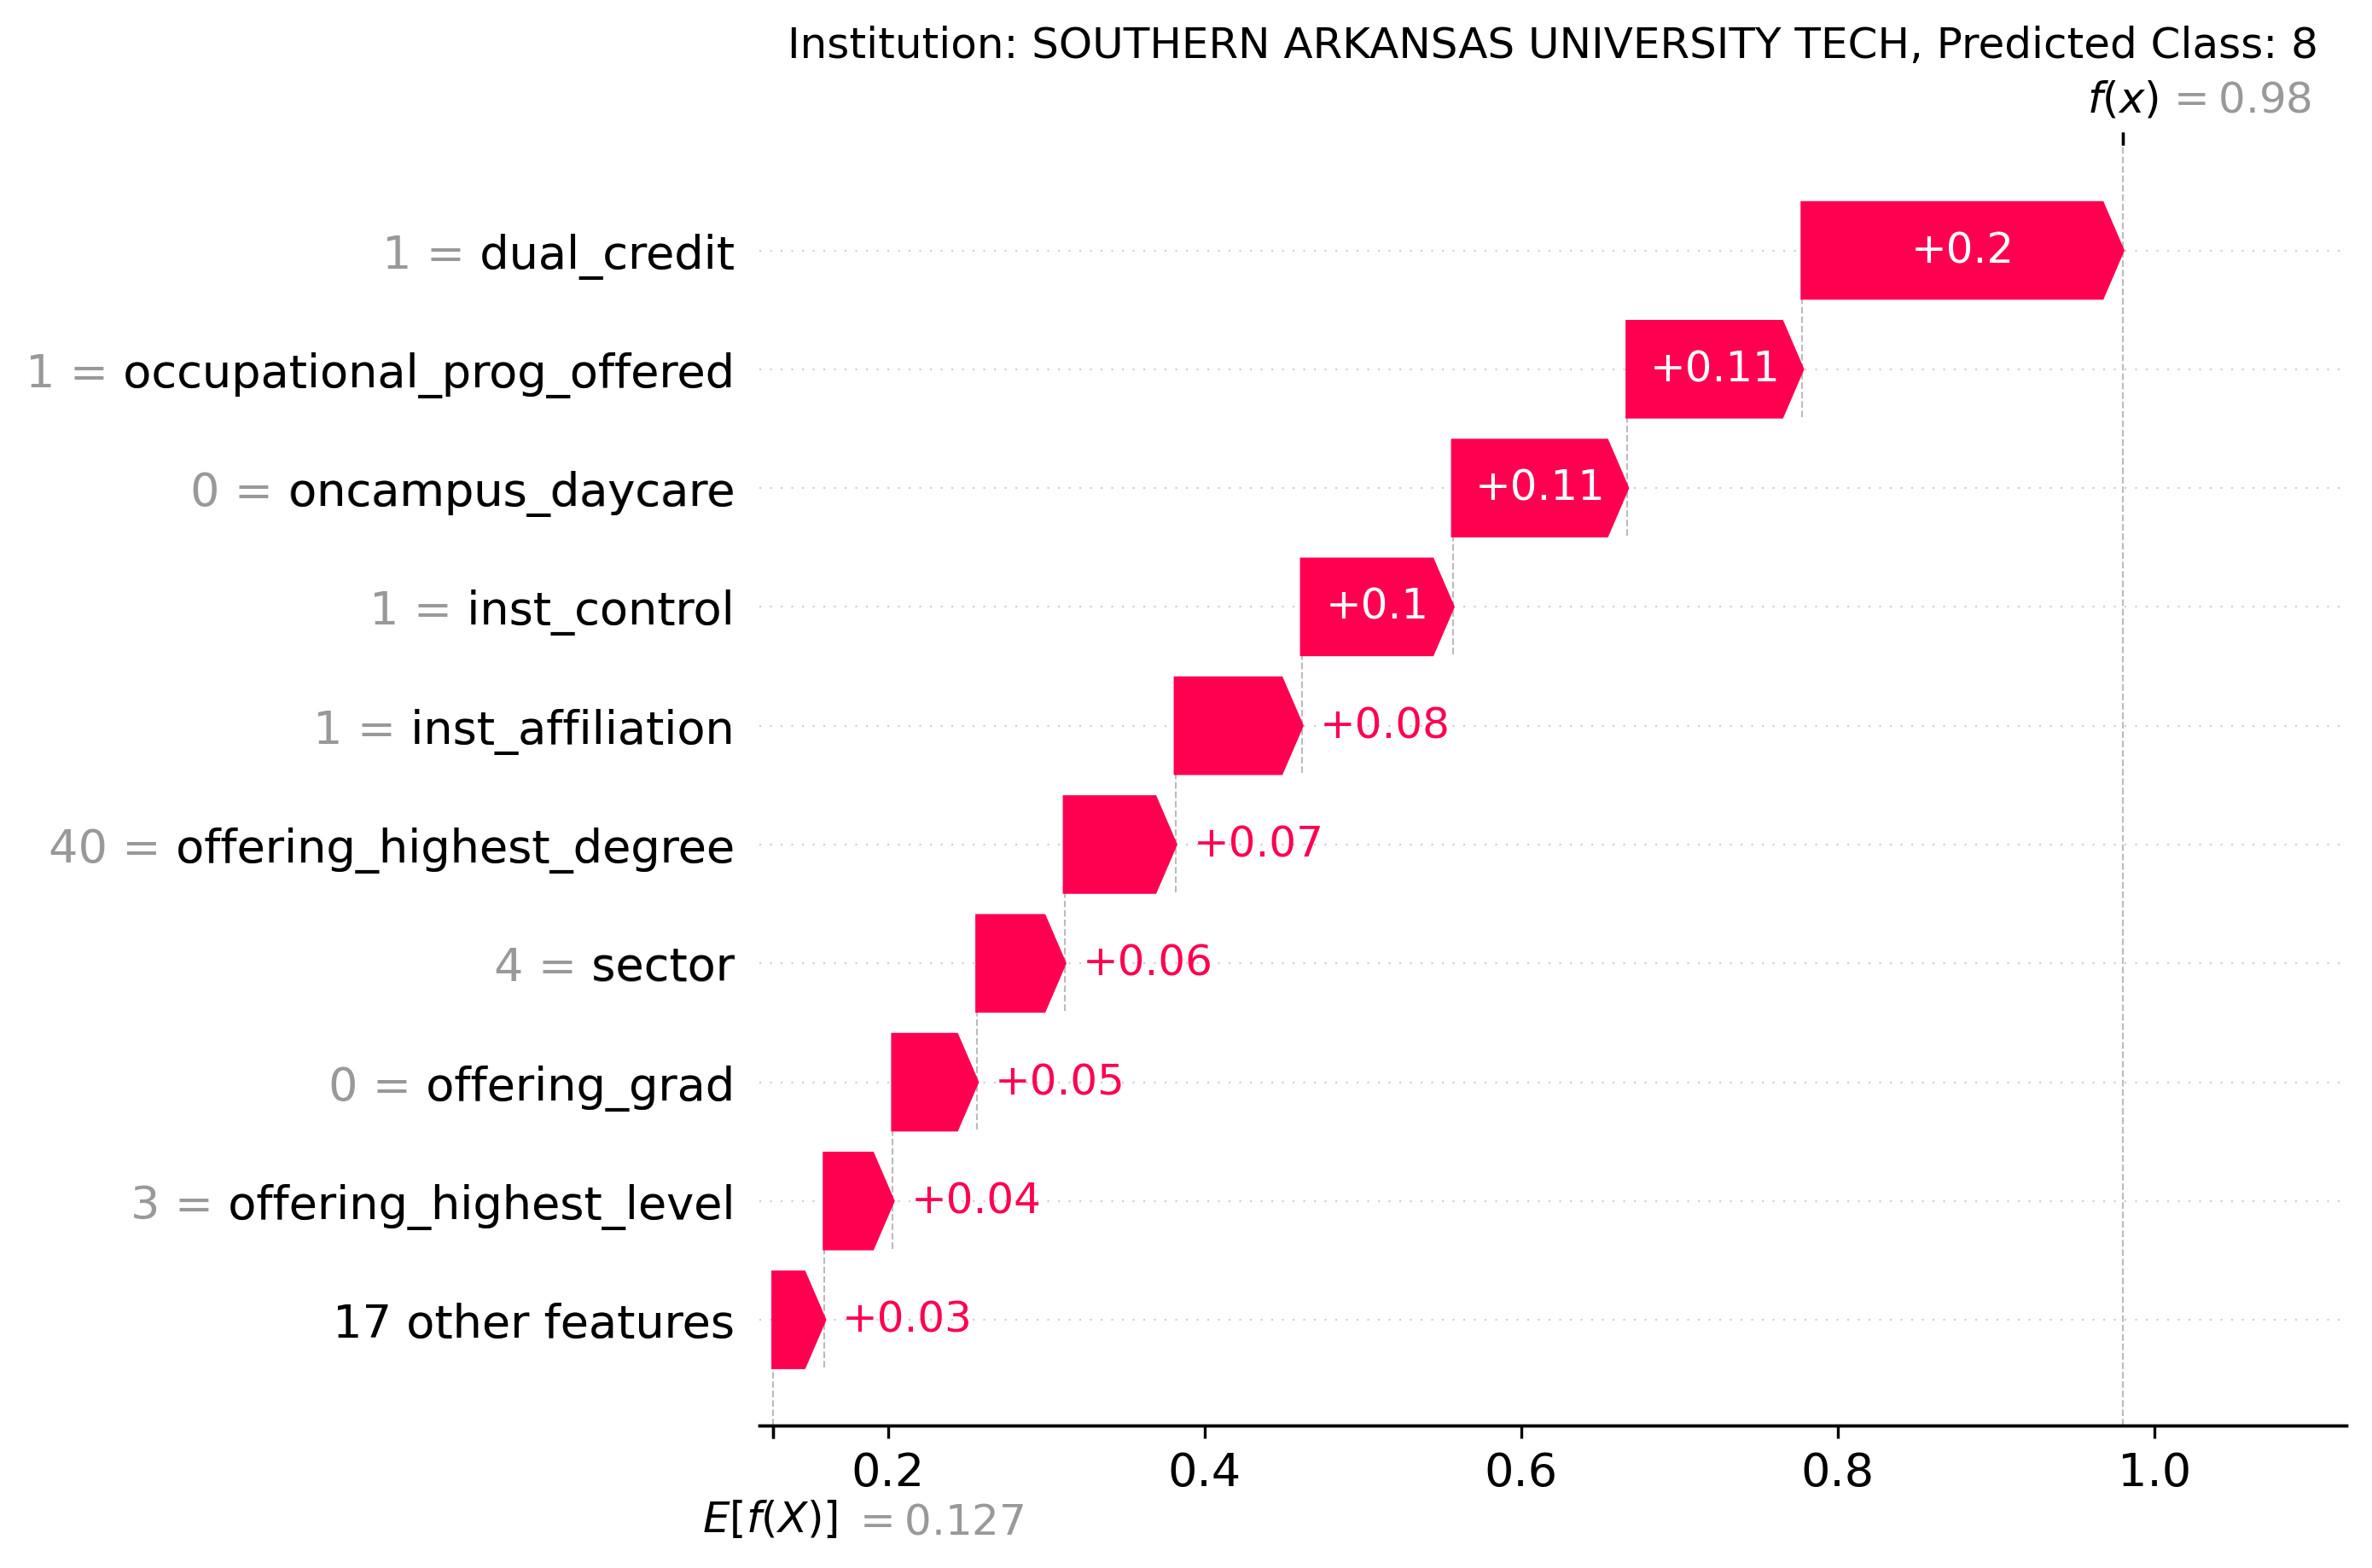 Institution: SOUTHERN ARKANSAS UNIVERSITY TECH, Predicted Class: 8
f(x) = 0.98
1 = dual_credit +0.2
1 = occupational_prog_offered +0.11
0 = oncampus_daycare +0.11
1 = inst_control +0.1
1 = inst_affiliation +0.08
40 = offering_highest_degree +0.07
4 = sector +0.06
0 = offering_grad +0.05
3 = offering_highest_level +0.04
17 other features +0.03
0.2 0.4 0.6 0.8 1.0
E[f(X)] = 0.127